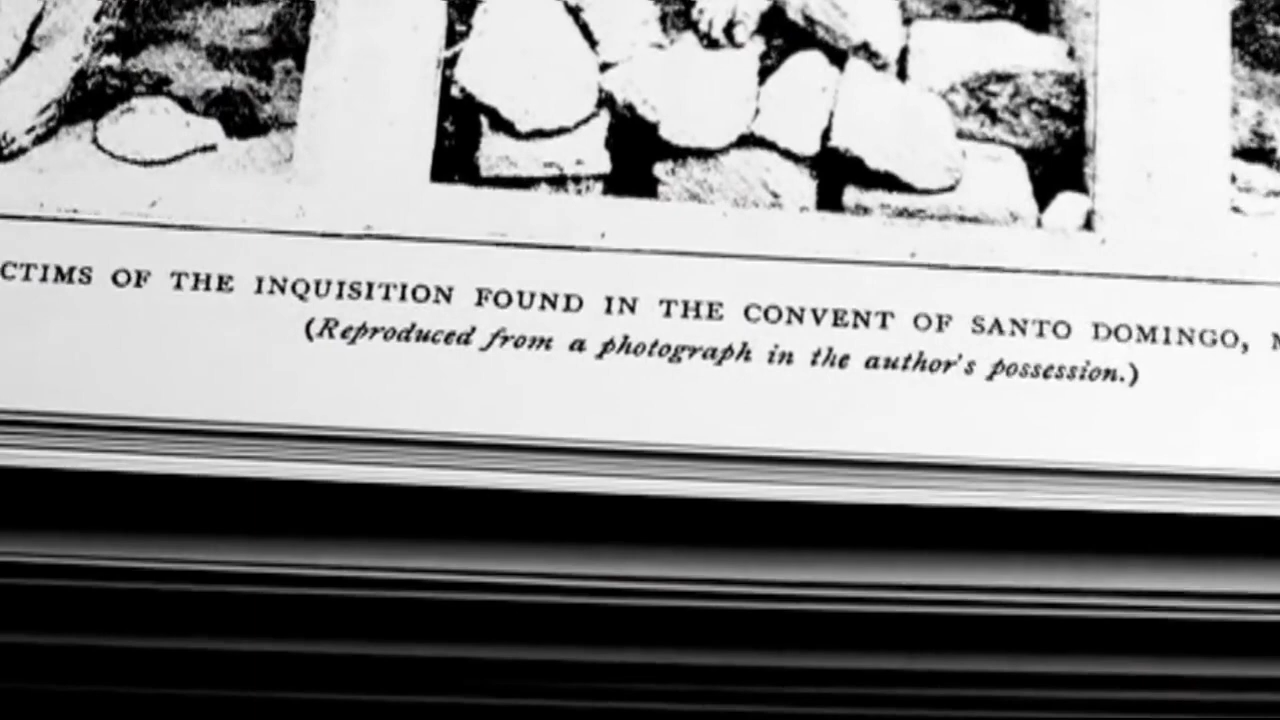 CTIMS OF THE INQUISITION FOUND IN THE CONVENT OF SANTO DOMINGO,
(Reproduced from a photograph in the author's possession.)